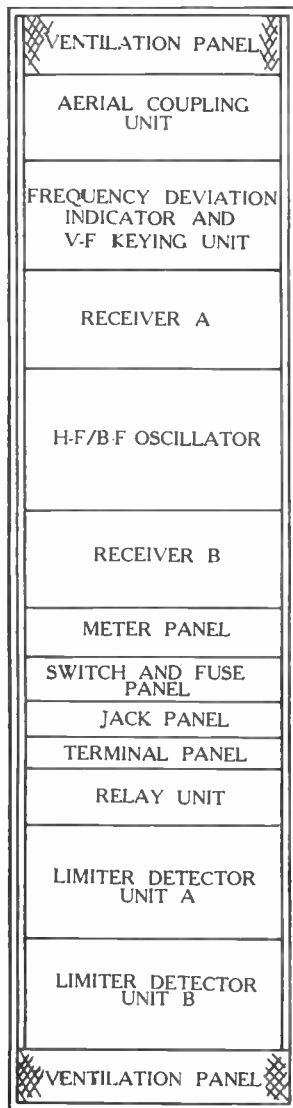 VENTILATION PANEL
AERIAL COUPLING
UNIT
FREQUENCY DEVIATION
INDICATOR AND
V-F KEYING UNIT
RECEIVER A
H-F/B-F OSCILLATOR
RECEIVER B
METER PANEL
SWITCH AND FUSE
PANEL
JACK PANEL
TERMINAL PANEL
RELAY UNIT
LIMITER DETECTOR
UNIT A
LIMITER DETECTOR
UNIT B
VENTILATION PANEL